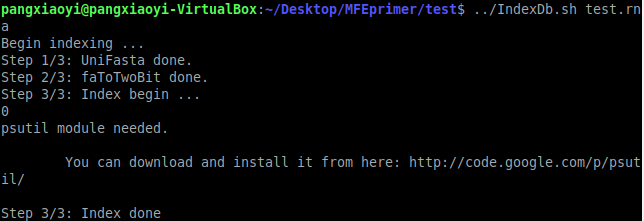 pangxiaoyi@pangxiaoyi-VirtualBox:~/Desktop/MFEprimer/test$ ../IndexDb.sh test.rn
a
Begin indexing ...
Step 1/3: UniFasta done.
Step 2/3: faToTwoBit done.
Step 3/3: Index begin ...
0
psutil module needed.
You can download and install it from here: http://code.google.com/p/psut
il/
Step 3/3: Index done